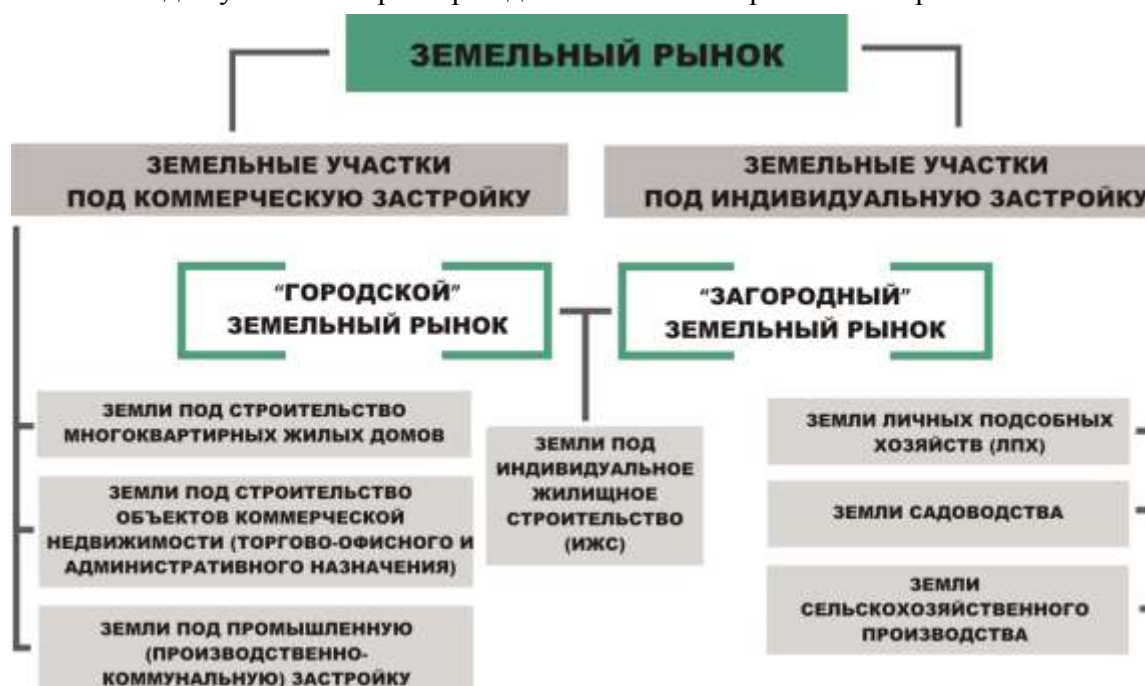 ЗЕМЕЛЬНЫЙ РЫНОК
ЗЕМЕЛЬНЫЕ УЧАСТКИ
ПОД КОММЕРЧЕСКУЮ ЗАСТРОЙКУ
ЗЕМЕЛЬНЫЕ УЧАСТКИ
ПОД ИНДИВИДУАЛЬНУЮ ЗАСТРОЙКУ
"ГОРОДСКОЙ"
ЗЕМЕЛЬНЫЙ РЫНОК
"ЗАГОРОДНЫЙ"
ЗЕМЕЛЬНЫЙ РЫНОК
ЗЕМЛИ ПОД СТРОИТЕЛЬСТВО
МНОГОКВАРТИРНЫХ ЖИЛЫХ ДОМОВ
ЗЕМЛИ ПОД СТРОИТЕЛЬСТВО
ОБЪЕКТОВ КОММЕРЧЕСКОЙ
НЕДВИЖИМОСТИ (ТОРГОВО-ОФИСНОГО И
АДМИНИСТРАТИВНОГО НАЗНАЧЕНИЯ)
ЗЕМЛИ ПОД ПРОМЫШЛЕННУЮ
(ПРОИЗВОДСТВЕННО-
КОММУНАЛЬНУЮ) ЗАСТРОЙКУ
ЗЕМЛИ ПОД
ИНДИВИДУАЛЬНОЕ
ЖИЛИЩНОЕ
СТРОИТЕЛЬСТВО
(ИЖС)
ЗЕМЛИ ЛИЧНЫХ ПОДСОБНЫХ
ХОЗЯЙСТВ (ЛПХ)
ЗЕМЛИ САДОВОДСТВА
ЗЕМЛИ
СЕЛЬСКОХОЗЯЙСТВЕННОГО
ПРОИЗВОДСТВА